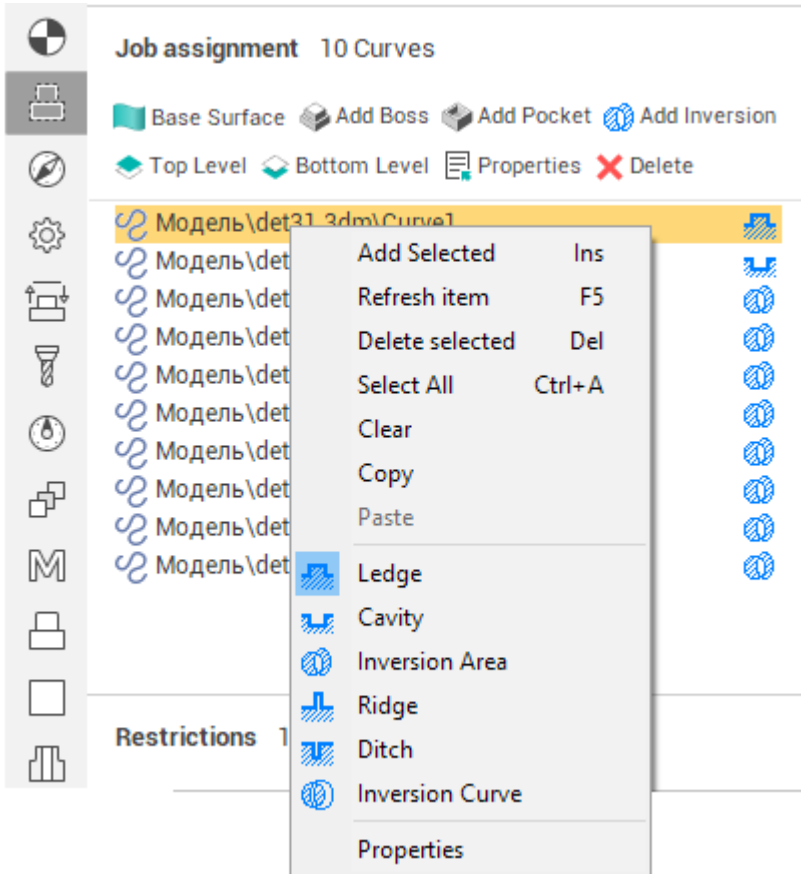 Job assignment 10 Curves
Base Surface Add Boss Add Pocket Add Inversion
Top Level Bottom Level Properties Delete
Модель\det31.3dm\Curve1
Модель\det
Модель\det
Модель\det
Модель\det
Модель\det
Модель\det
Модель\det
Модель\det
Модель\det
Add Selected Ins
Refresh item F5
Delete selected Del
Select All Ctrl+A
Clear
Copy
Paste
Ledge
Cavity
Inversion Area
Ridge
Ditch
Inversion Curve
Properties
Restrictions 1